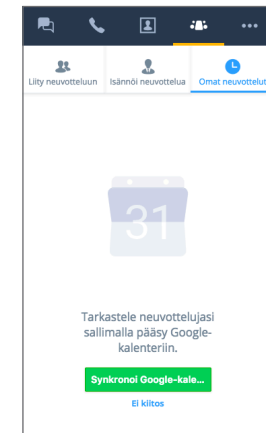 Liity neuvotteluun
Isännöi neuvottelua
Omat neuvottelut
31
Tarkastele neuvottelujasi
sallimalla pääsy Google-
kalenteriin.
Synkronoi Google-kale...
Ei kiitos